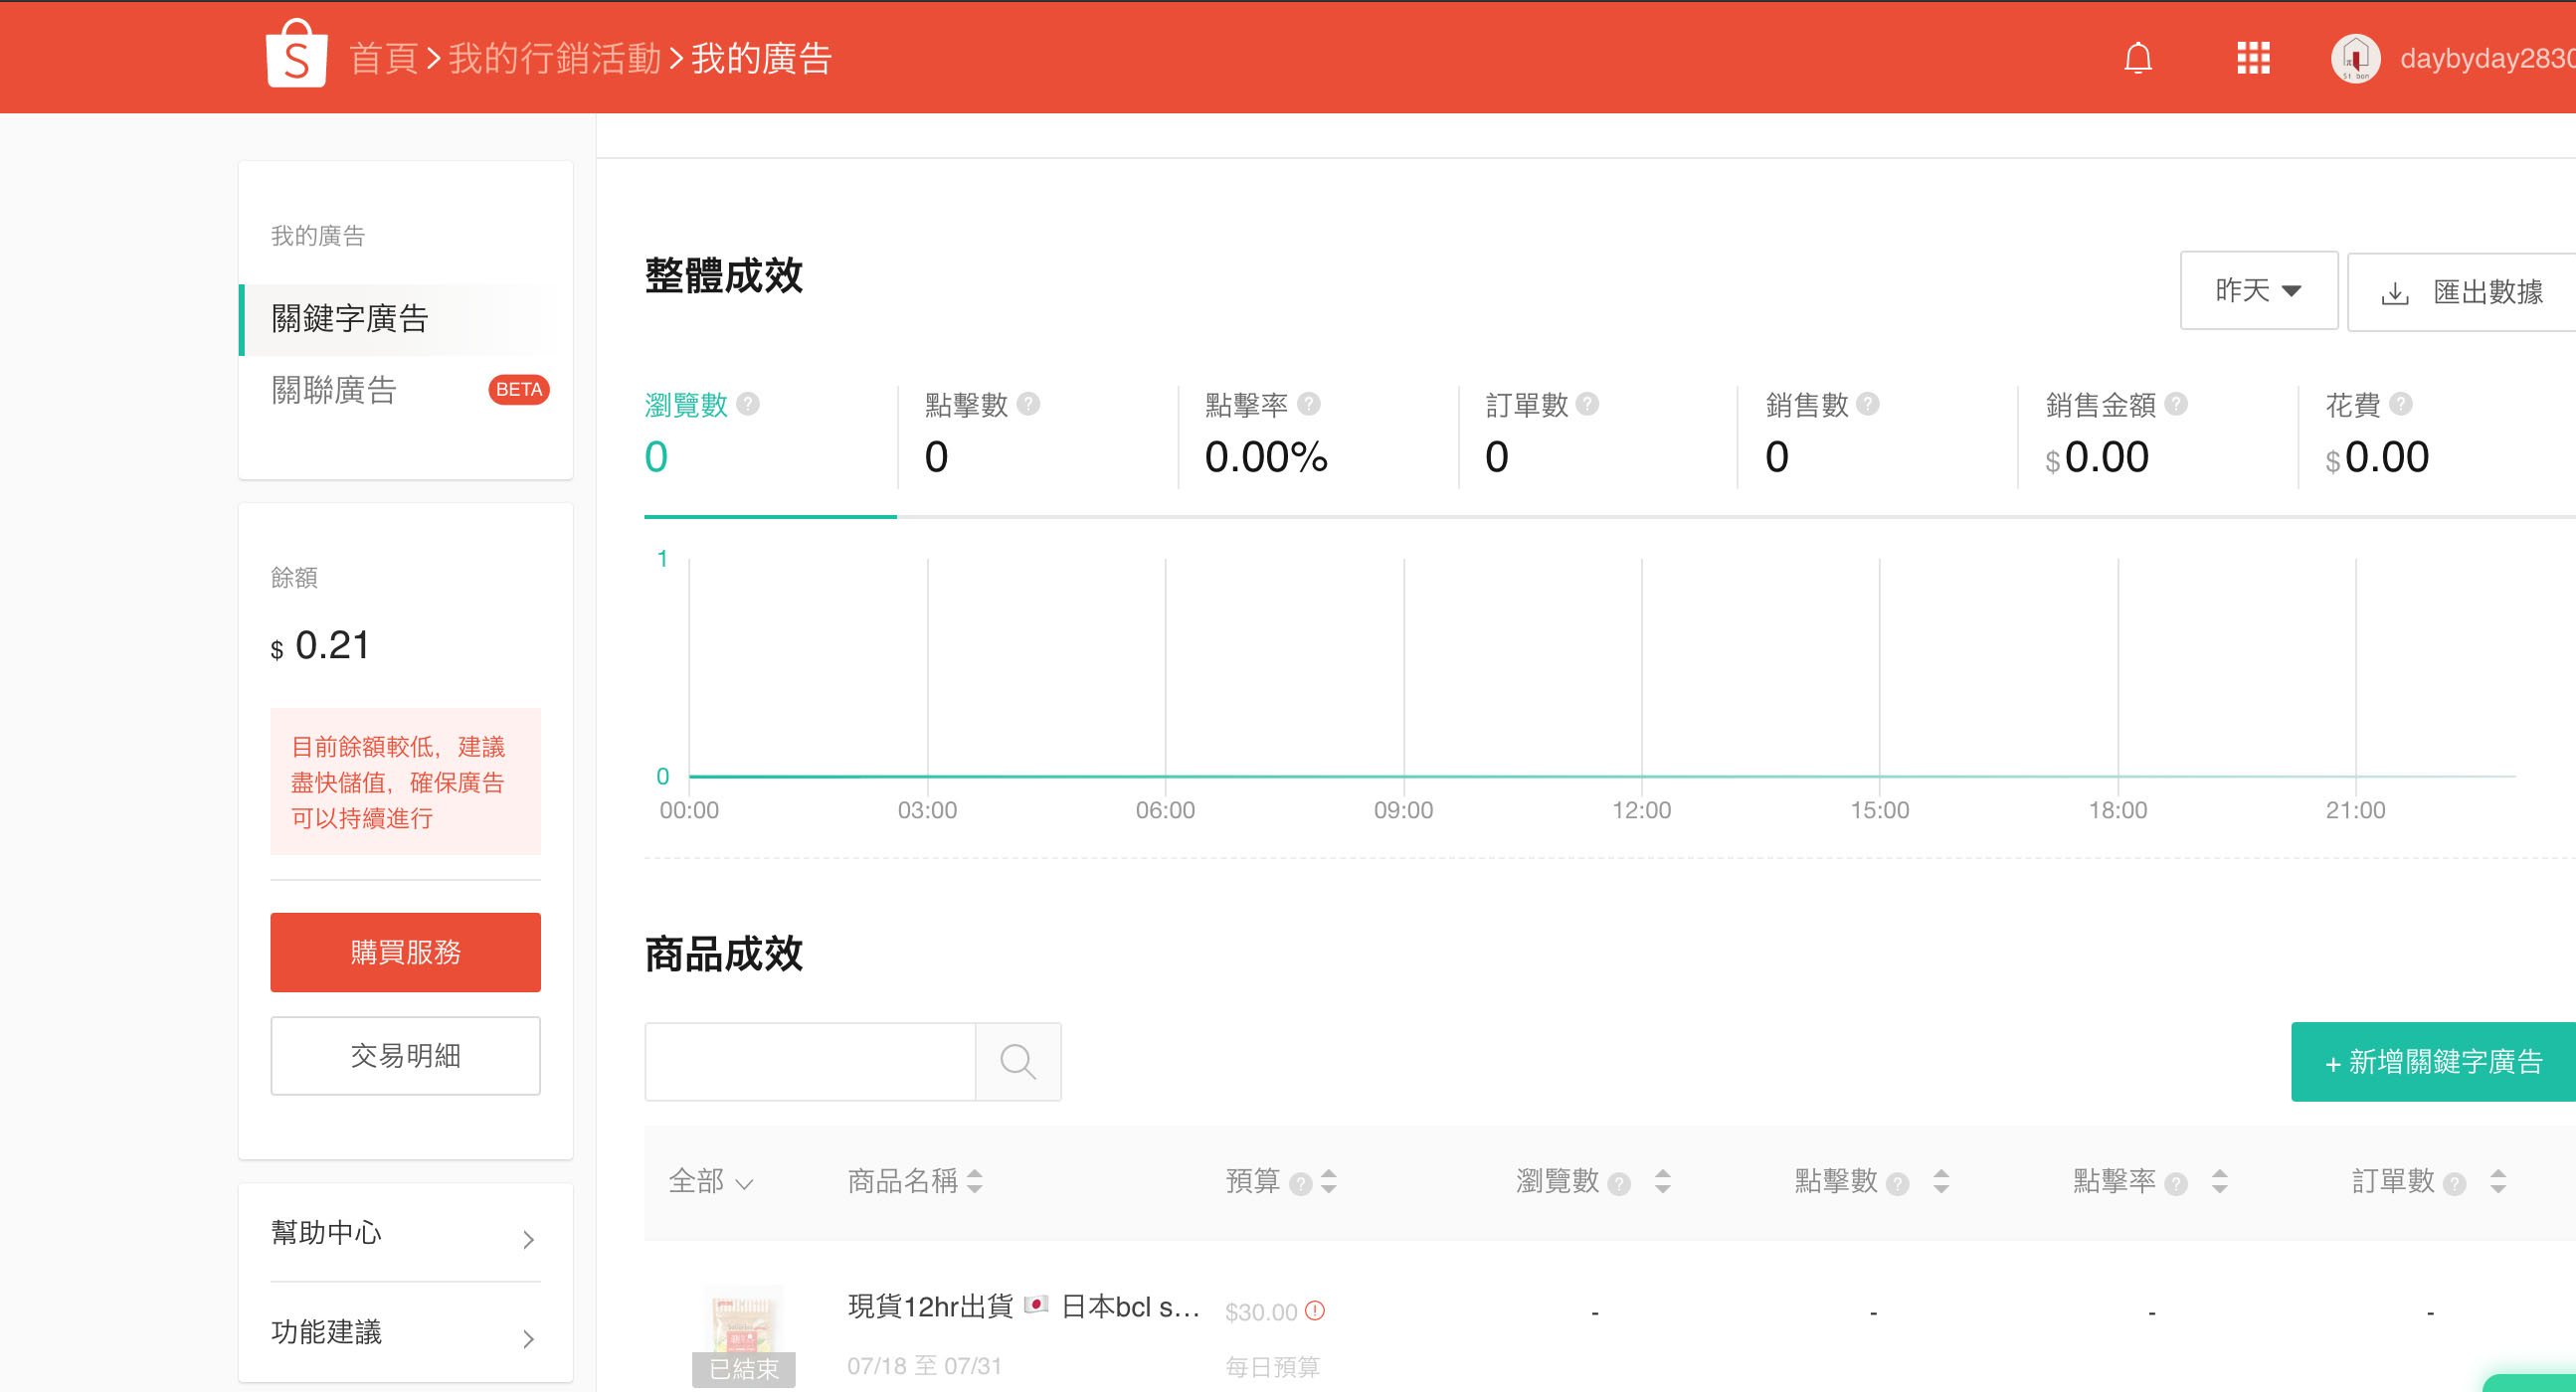 首頁>我的行銷活動>我的廣告
daybyday2830
我的廣告
關鍵字廣告
關聯廣告 BETA
餘額
$ 0.21
目前餘額較低，建議
盡快儲值，確保廣告
可以持續進行
購買服務
交易明細
幫助中心
功能建議
整體成效
昨天
匯出數據
瀏覽數 ? 點擊數 ? 點擊率 ? 訂單數 ? 銷售數 ? 銷售金額 ? 花費 ?
0 0 0.00% 0 0 $0.00 $0.00
1
0
00:00 03:00 06:00 09:00 12:00 15:00 18:00 21:00
商品成效
+ 新增關鍵字廣告
全部 商品名稱 預算 ? 瀏覽數 ? 點擊數 ? 點擊率 ? 訂單數 ?
現貨12hr出貨 🇯🇵 日本bcl s... $30.00 - - - -
已結束 07/18 至 07/31 每日預算